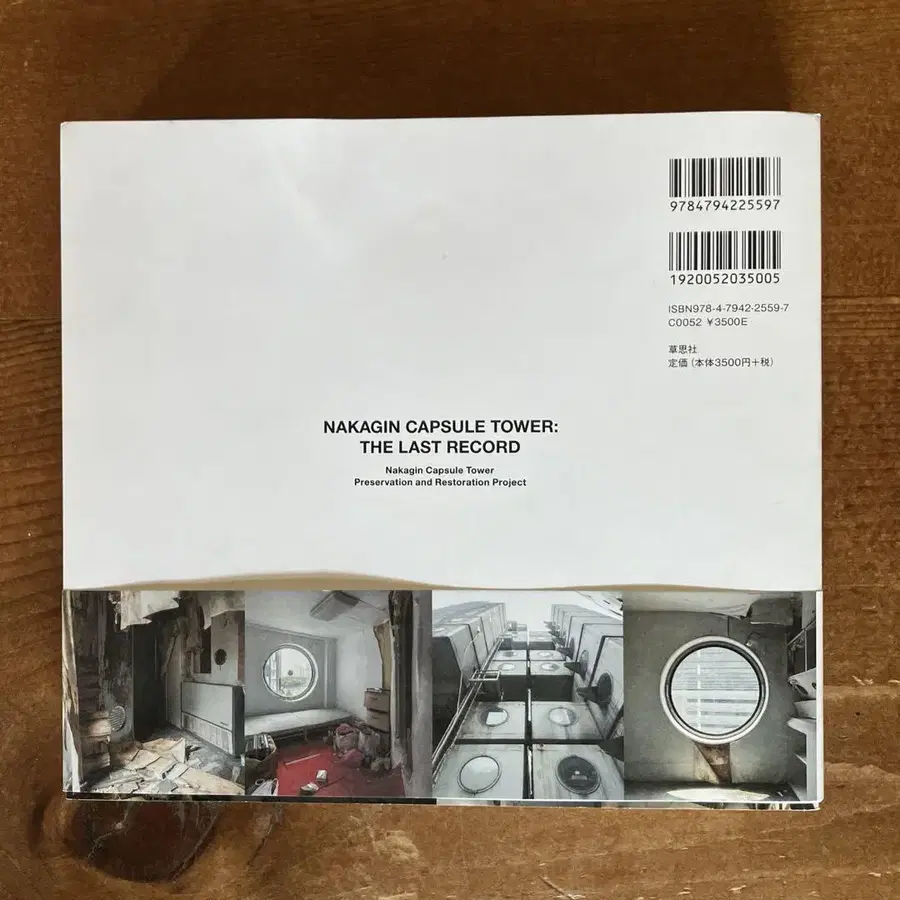 9784794225597
1920052035005
ISBN978-4-7942-2559-7
C0052 ¥3500E
草思社
定価 (本体3500円+税)
NAKAGIN CAPSULE TOWER:
THE LAST RECORD
Nakagin Capsule Tower
Preservation and Restoration Project